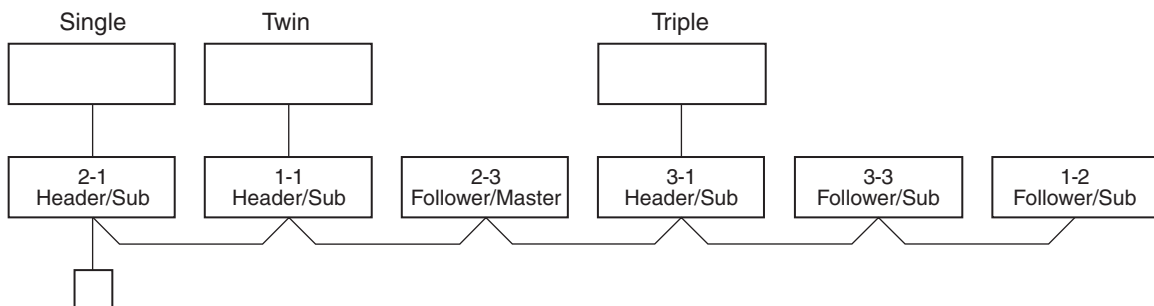 Single
Twin
Triple
2-1
Header/Sub
1-1
Header/Sub
2-3
Follower/Master
3-1
Header/Sub
3-3
Follower/Sub
1-2
Follower/Sub